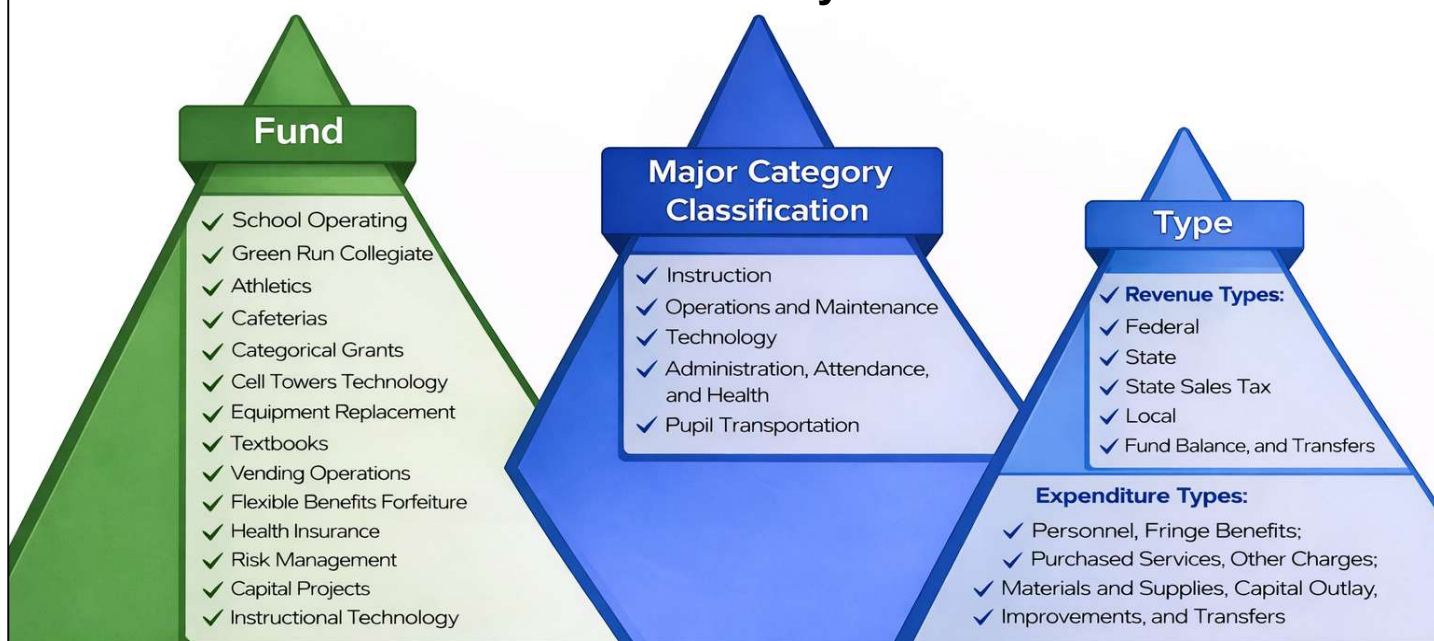 Fund
School Operating
Green Run Collegiate
Athletics
Cafeterias
Categorical Grants
Cell Towers Technology
Equipment Replacement
Textbooks
Vending Operations
Flexible Benefits Forfeiture
Health Insurance
Risk Management
Capital Projects
Instructional Technology
Major Category
Classification
Instruction
Operations and Maintenance
Technology
Administration, Attendance,
and Health
Pupil Transportation
Type
Revenue Types:
Federal
State
State Sales Tax
Local
Fund Balance, and Transfers
Expenditure Types:
Personnel, Fringe Benefits;
Purchased Services, Other Charges;
Materials and Supplies, Capital Outlay,
Improvements, and Transfers